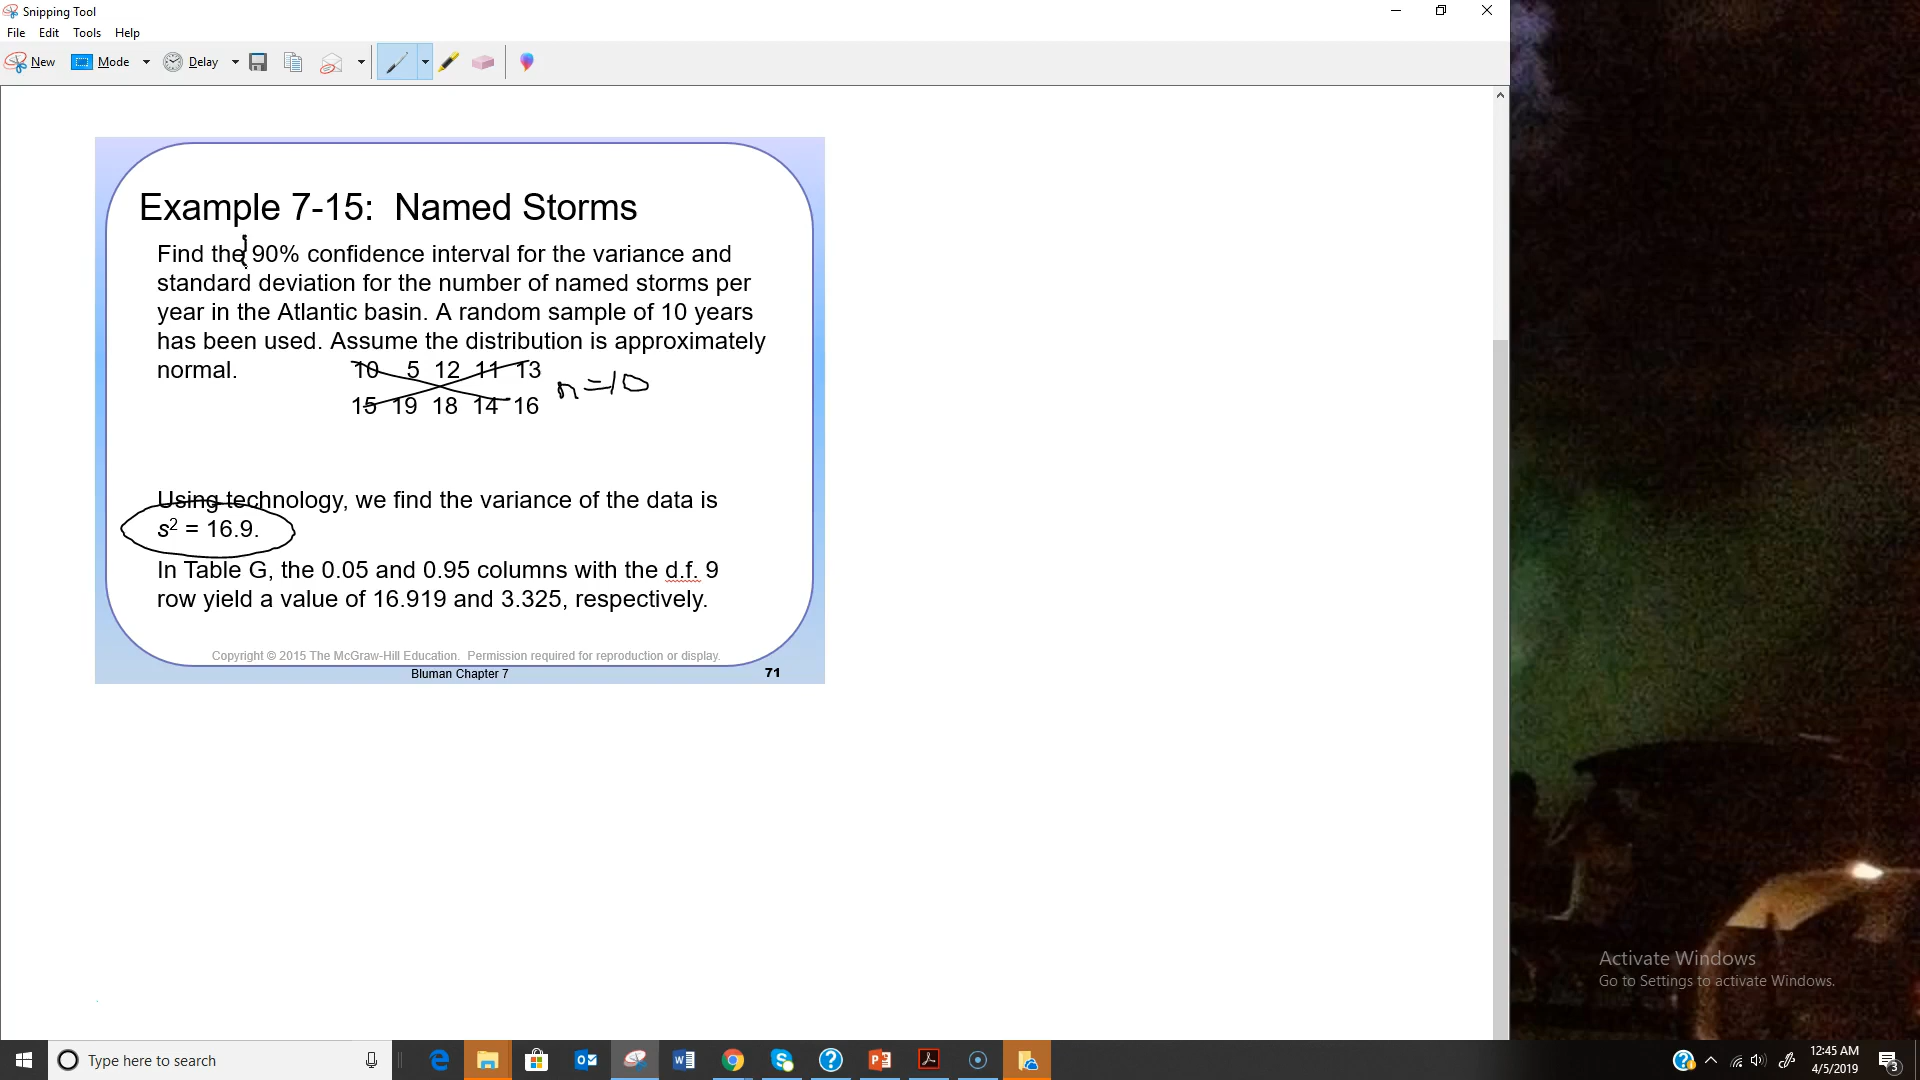 Snipping Tool
File Edit Tools Help
New Mode Delay
Example 7-15: Named Storms
Find the 90% confidence interval for the variance and
standard deviation for the number of named storms per
year in the Atlantic basin. A random sample of 10 years
has been used. Assume the distribution is approximately
normal.
10 5 12 11 13
15 19 18 14 16
n=10
Using technology, we find the variance of the data is
s² = 16.9.
In Table G, the 0.05 and 0.95 columns with the d.f. 9
row yield a value of 16.919 and 3.325, respectively.
Copyright © 2015 The McGraw-Hill Education. Permission required for reproduction or display.
Bluman Chapter 7
71
Activate Windows
Go to Settings to activate Windows.
Type here to search
12:45 AM
4/5/2019
3